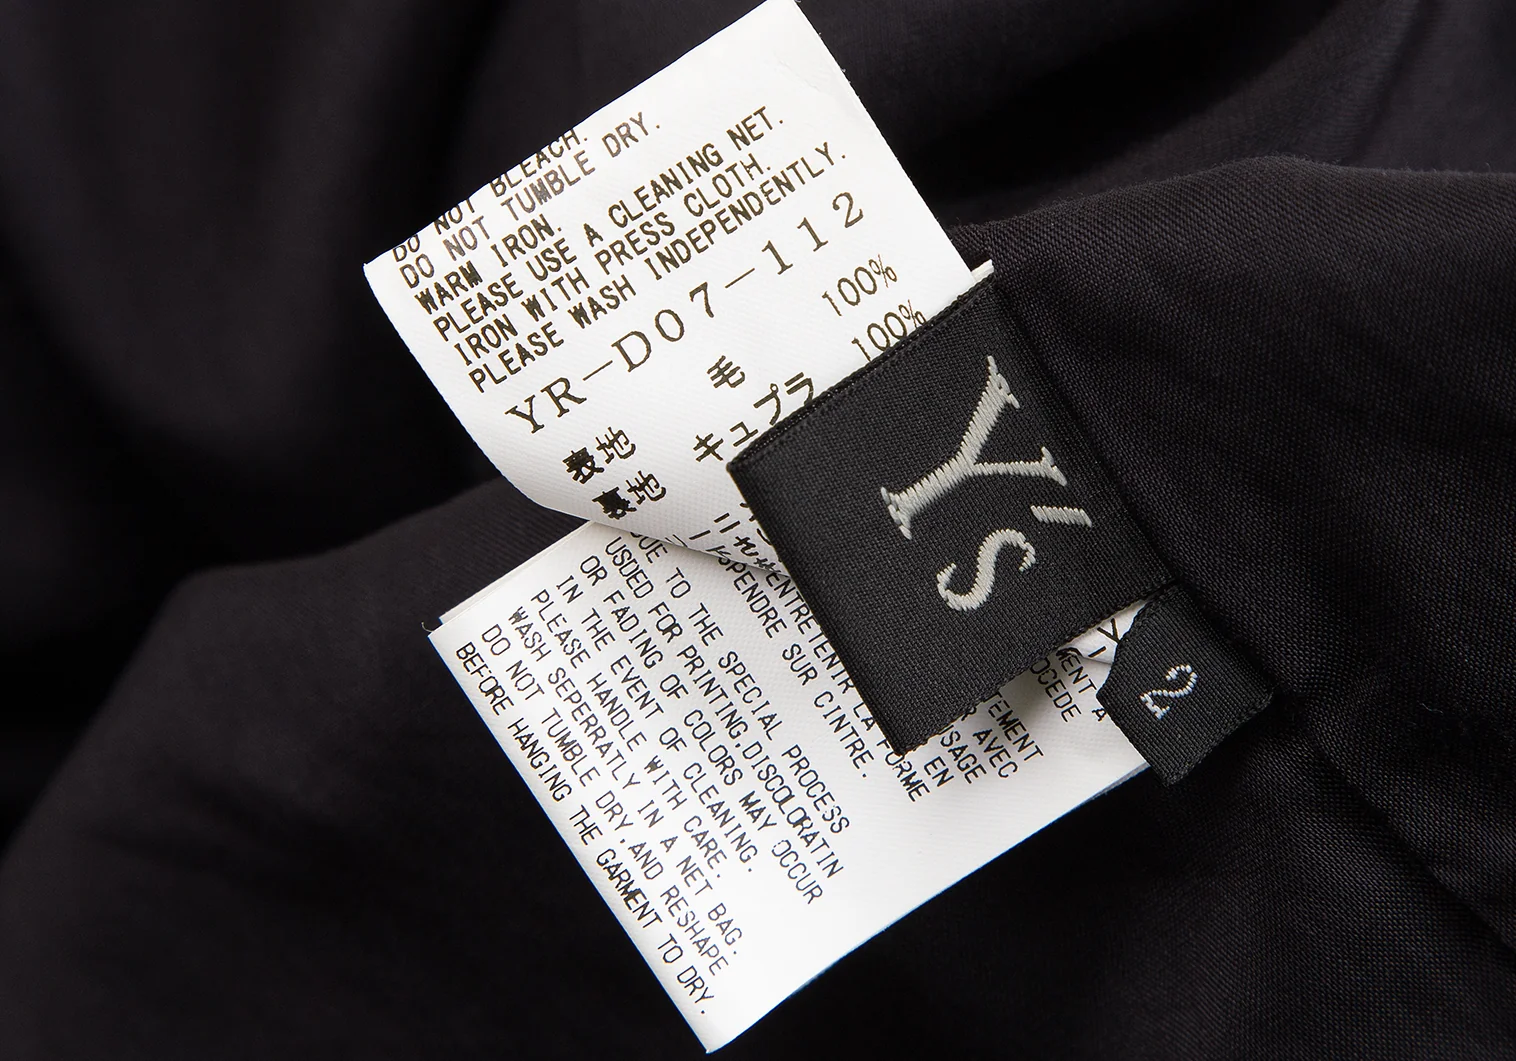 DO NOT BLEACH.
DO NOT TUMBLE DRY.
WARM IRON.
PLEASE USE A CLEANING NET.
IRON WITH PRESS CLOTH.
PLEASE WASH INDEPENDENTLY.
YR-D07-112
表地 毛 100%
裏地 キュプラ 100%
Y's
2
ENTRETENIR LA FORME
SUR CINTRE.
EN
AVEC
TO THE SPECIAL PROCESS
USDED FOR PRINTING,DISCOLORATIN
OR FADING OF COLORS MAY OCCUR
IN THE EVENT OF CLEANING.
PLEASE HANDLE WITH CARE.
WASH SEPERRATLY IN A NET BAG.
DO NOT TUMBLE DRY,AND RESHAPE
BEFORE HANGING THE GARMENT TO DRY.